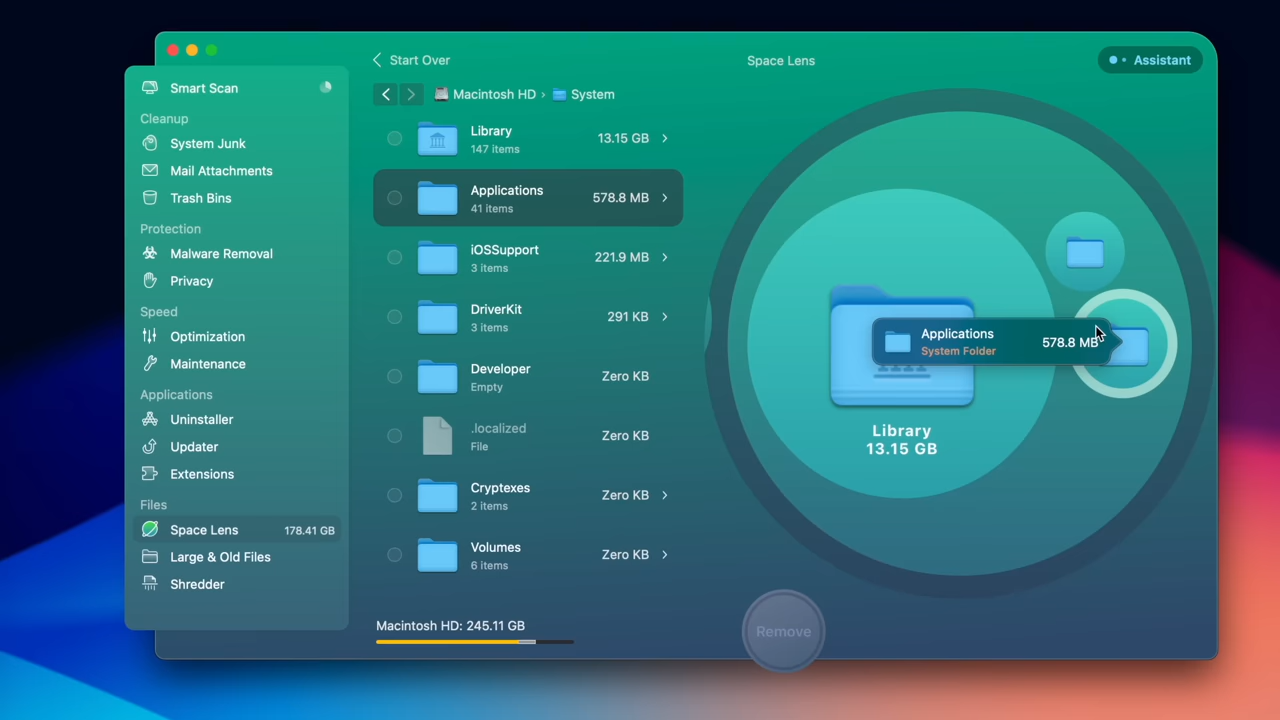 Start Over
Space Lens
Assistant
Smart Scan
Cleanup
System Junk
Mail Attachments
Trash Bins
Protection
Malware Removal
Privacy
Speed
Optimization
Maintenance
Applications
Uninstaller
Updater
Extensions
Files
Space Lens 178.41 GB
Large & Old Files
Shredder
Macintosh HD › System
Library 13.15 GB
147 items
Applications 578.8 MB
41 items
iOSSupport 221.9 MB
3 items
DriverKit 291 KB
3 items
Developer Zero KB
Empty
.localized Zero KB
File
Cryptexes Zero KB
2 items
Volumes Zero KB
6 items
Macintosh HD: 245.11 GB
Applications
System Folder
578.8 MB
Library
13.15 GB
Remove